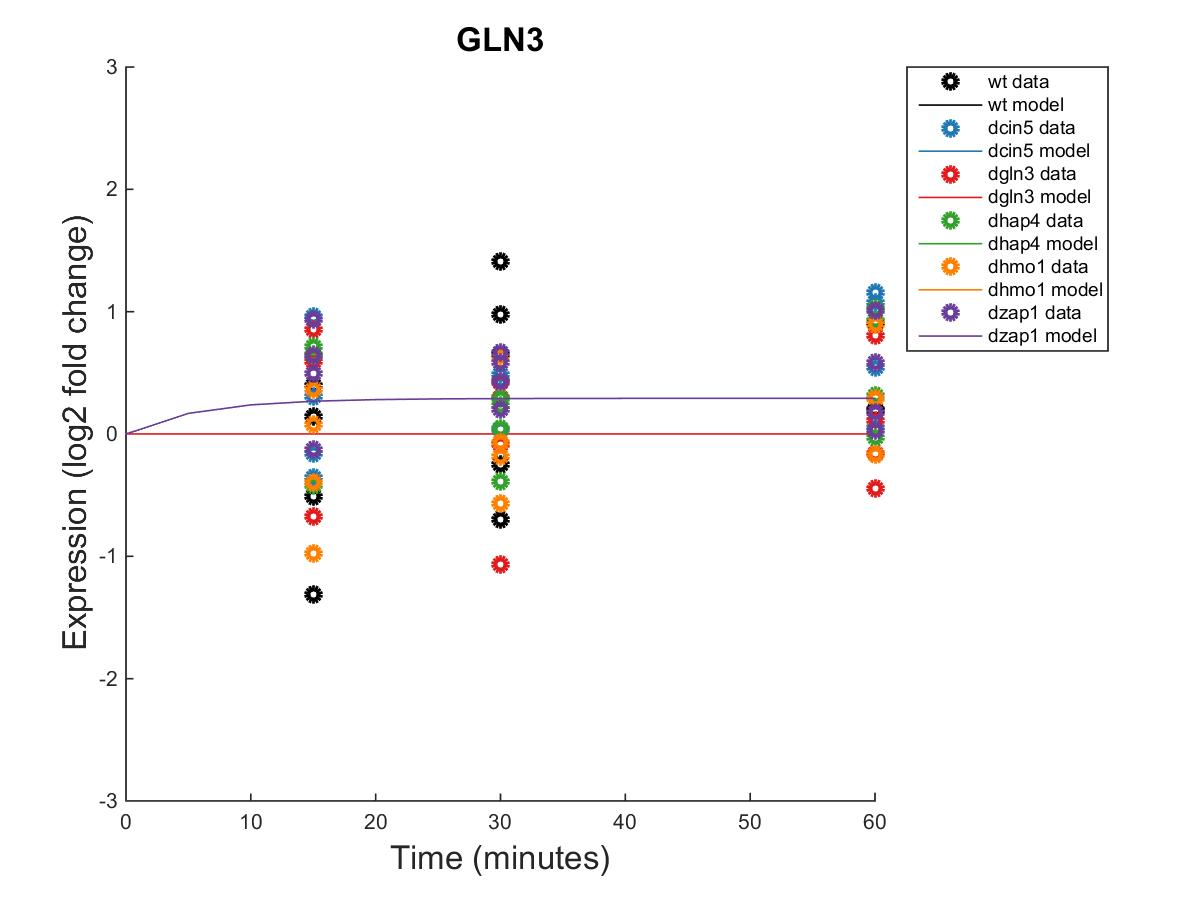 GLN3
3
2
1
0
-1
-2
-3
Expression (log2 fold change)
0 10 20 30 40 50 60
Time (minutes)
wt data
wt model
dcin5 data
dcin5 model
dgln3 data
dgln3 model
dhap4 data
dhap4 model
dhmo1 data
dhmo1 model
dzap1 data
dzap1 model